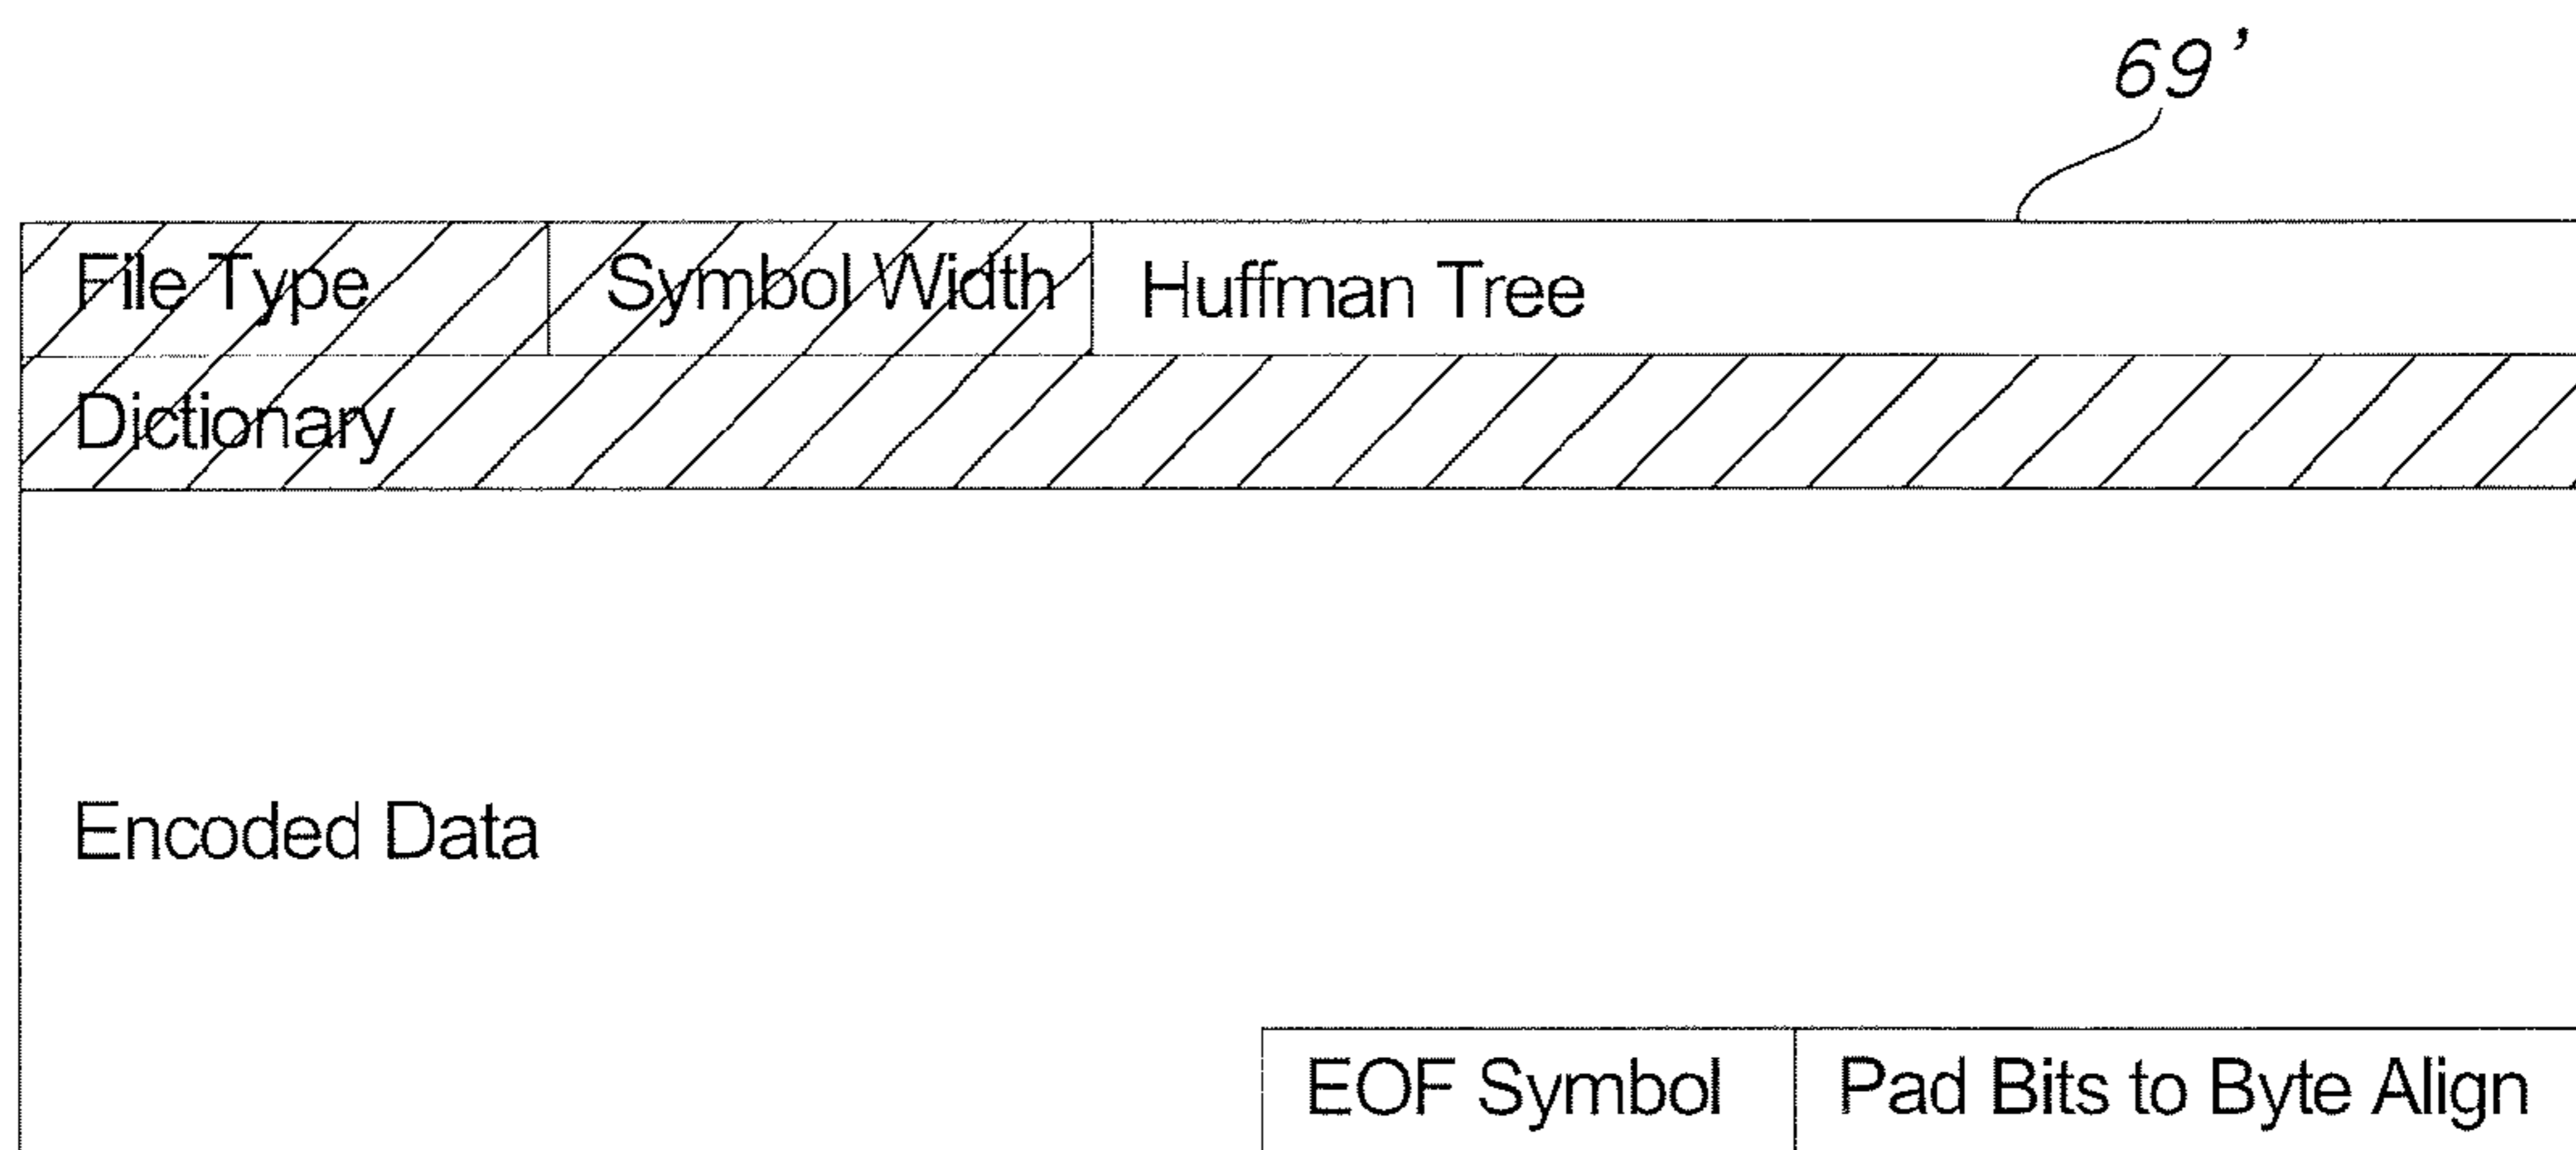 69'
File Type Symbol Width Huffman Tree
Dictionary
Encoded Data
EOF Symbol Pad Bits to Byte Align